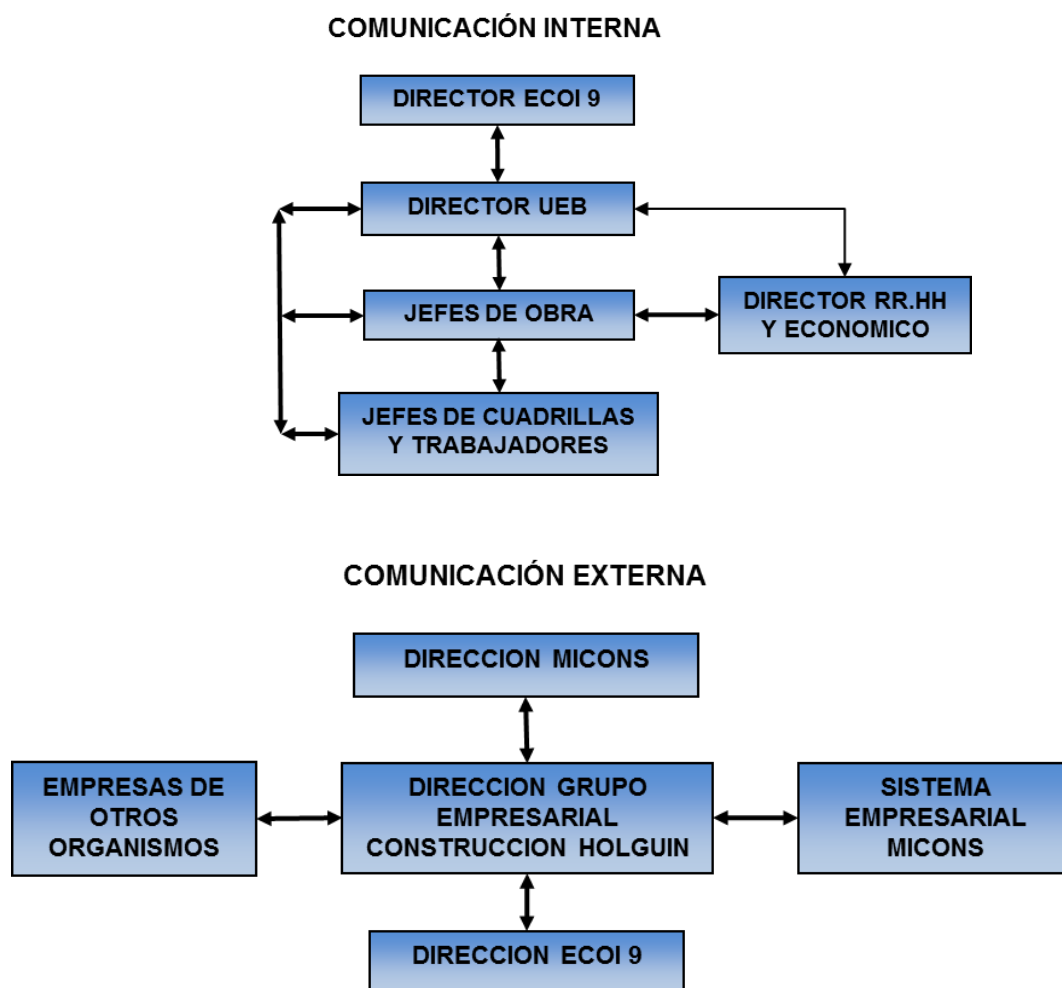 COMUNICACIÓN INTERNA
DIRECTOR ECOI 9
DIRECTOR UEB
JEFES DE OBRA
DIRECTOR RR.HH
Y ECONOMICO
JEFES DE CUADRILLAS
Y TRABAJADORES
COMUNICACIÓN EXTERNA
DIRECCION MICONS
EMPRESAS DE
OTROS
ORGANISMOS
DIRECCION GRUPO
EMPRESARIAL
CONSTRUCCION HOLGUIN
SISTEMA
EMPRESARIAL
MICONS
DIRECCION ECOI 9